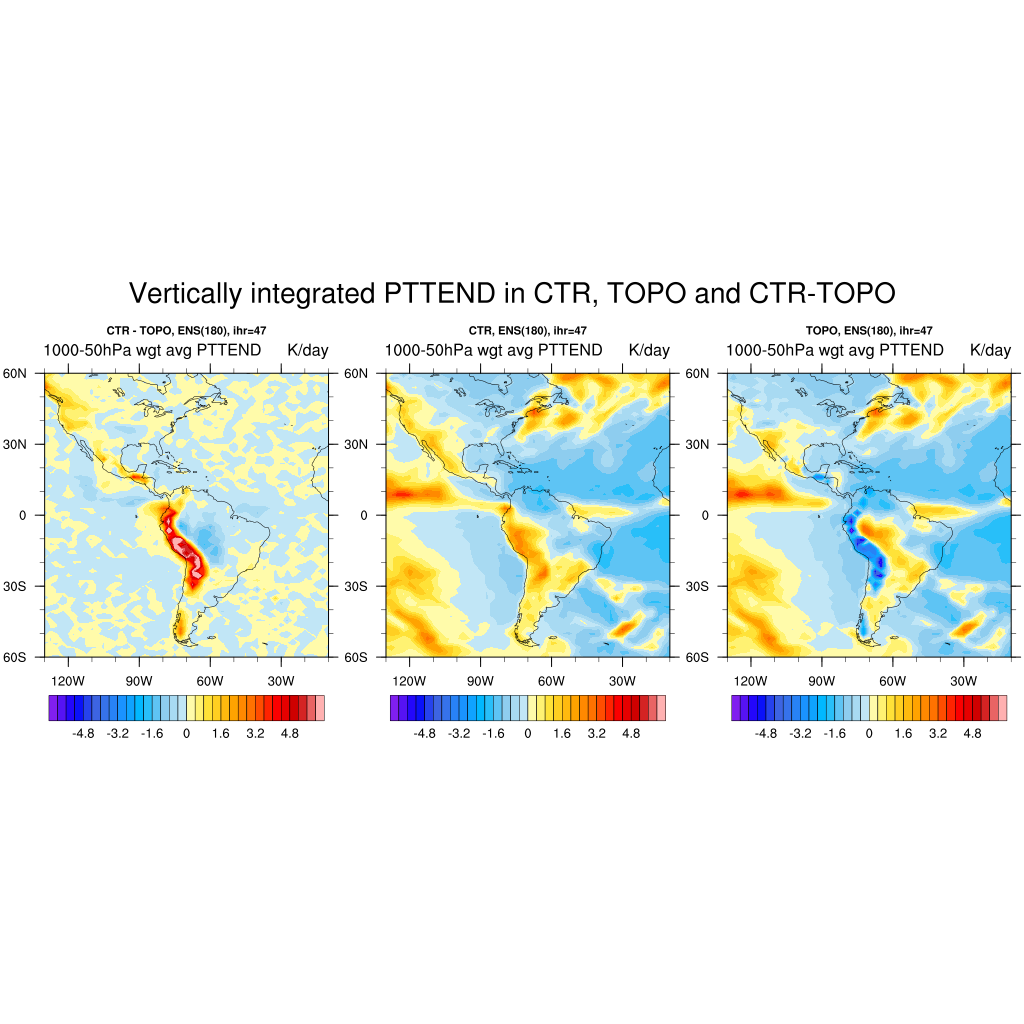 Vertically integrated PTTEND in CTR, TOPO and CTR-TOPO
CTR - TOPO, ENS(180), ihr=47
1000-50hPa wgt avg PTTEND K/day
60N
30N
0
30S
60S
120W 90W 60W 30W
-4.8 -3.2 -1.6 0 1.6 3.2 4.8
CTR, ENS(180), ihr=47
1000-50hPa wgt avg PTTEND K/day
60N
30N
0
30S
60S
120W 90W 60W 30W
-4.8 -3.2 -1.6 0 1.6 3.2 4.8
TOPO, ENS(180), ihr=47
1000-50hPa wgt avg PTTEND K/day
60N
30N
0
30S
60S
120W 90W 60W 30W
-4.8 -3.2 -1.6 0 1.6 3.2 4.8